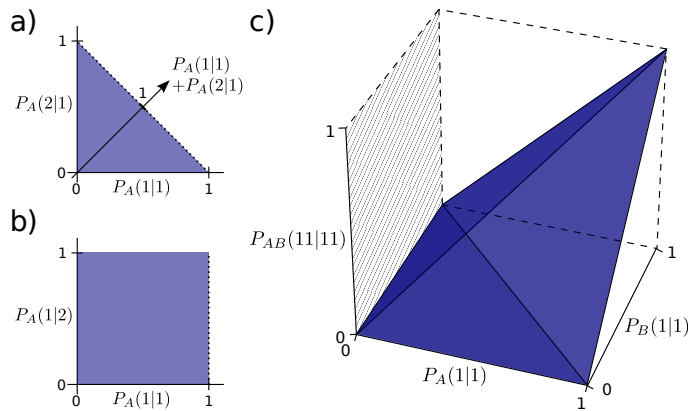 a)
1
P_A(2|1)
0
0
P_A(1|1)
1
1
P_A(1|1)
+P_A(2|1)
b)
1
P_A(1|2)
0
0
P_A(1|1)
1
c)
1
P_AB(11|11)
0
0
P_A(1|1)
1
0
P_B(1|1)
1